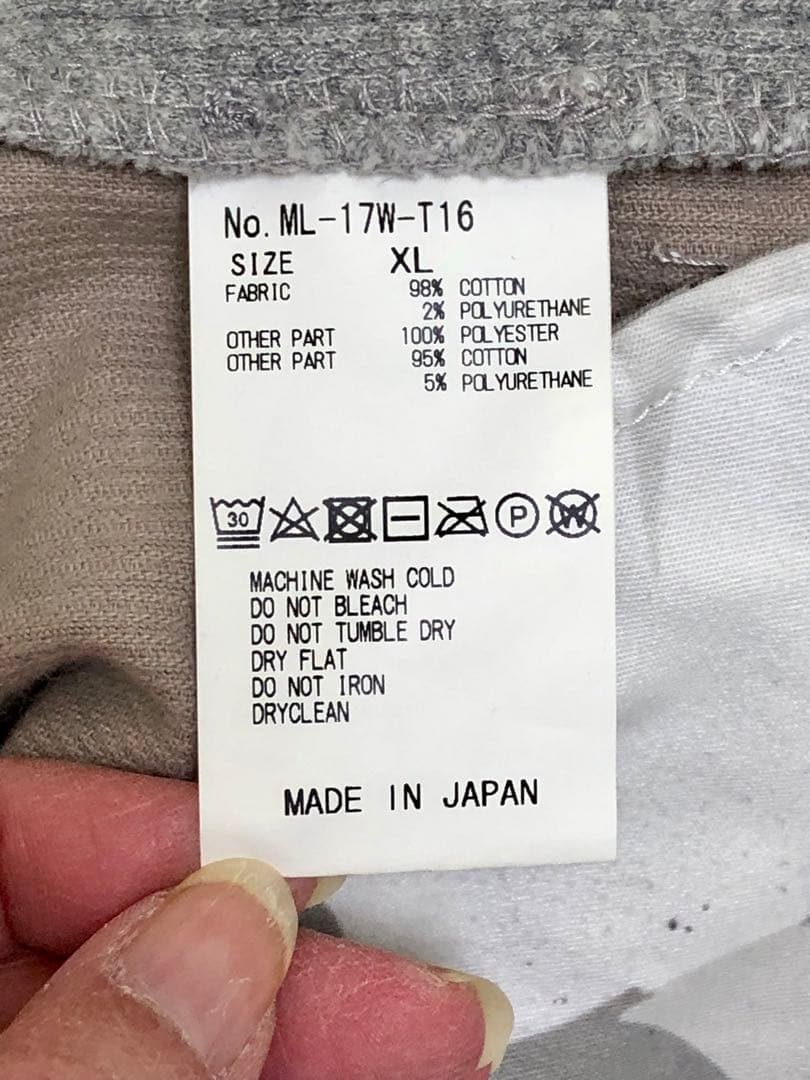 No. ML-17W-T16
SIZE XL
FABRIC 98% COTTON
2% POLYURETHANE
OTHER PART 100% POLYESTER
OTHER PART 95% COTTON
5% POLYURETHANE
30 P W
MACHINE WASH COLD
DO NOT BLEACH
DO NOT TUMBLE DRY
DRY FLAT
DO NOT IRON
DRYCLEAN
MADE IN JAPAN